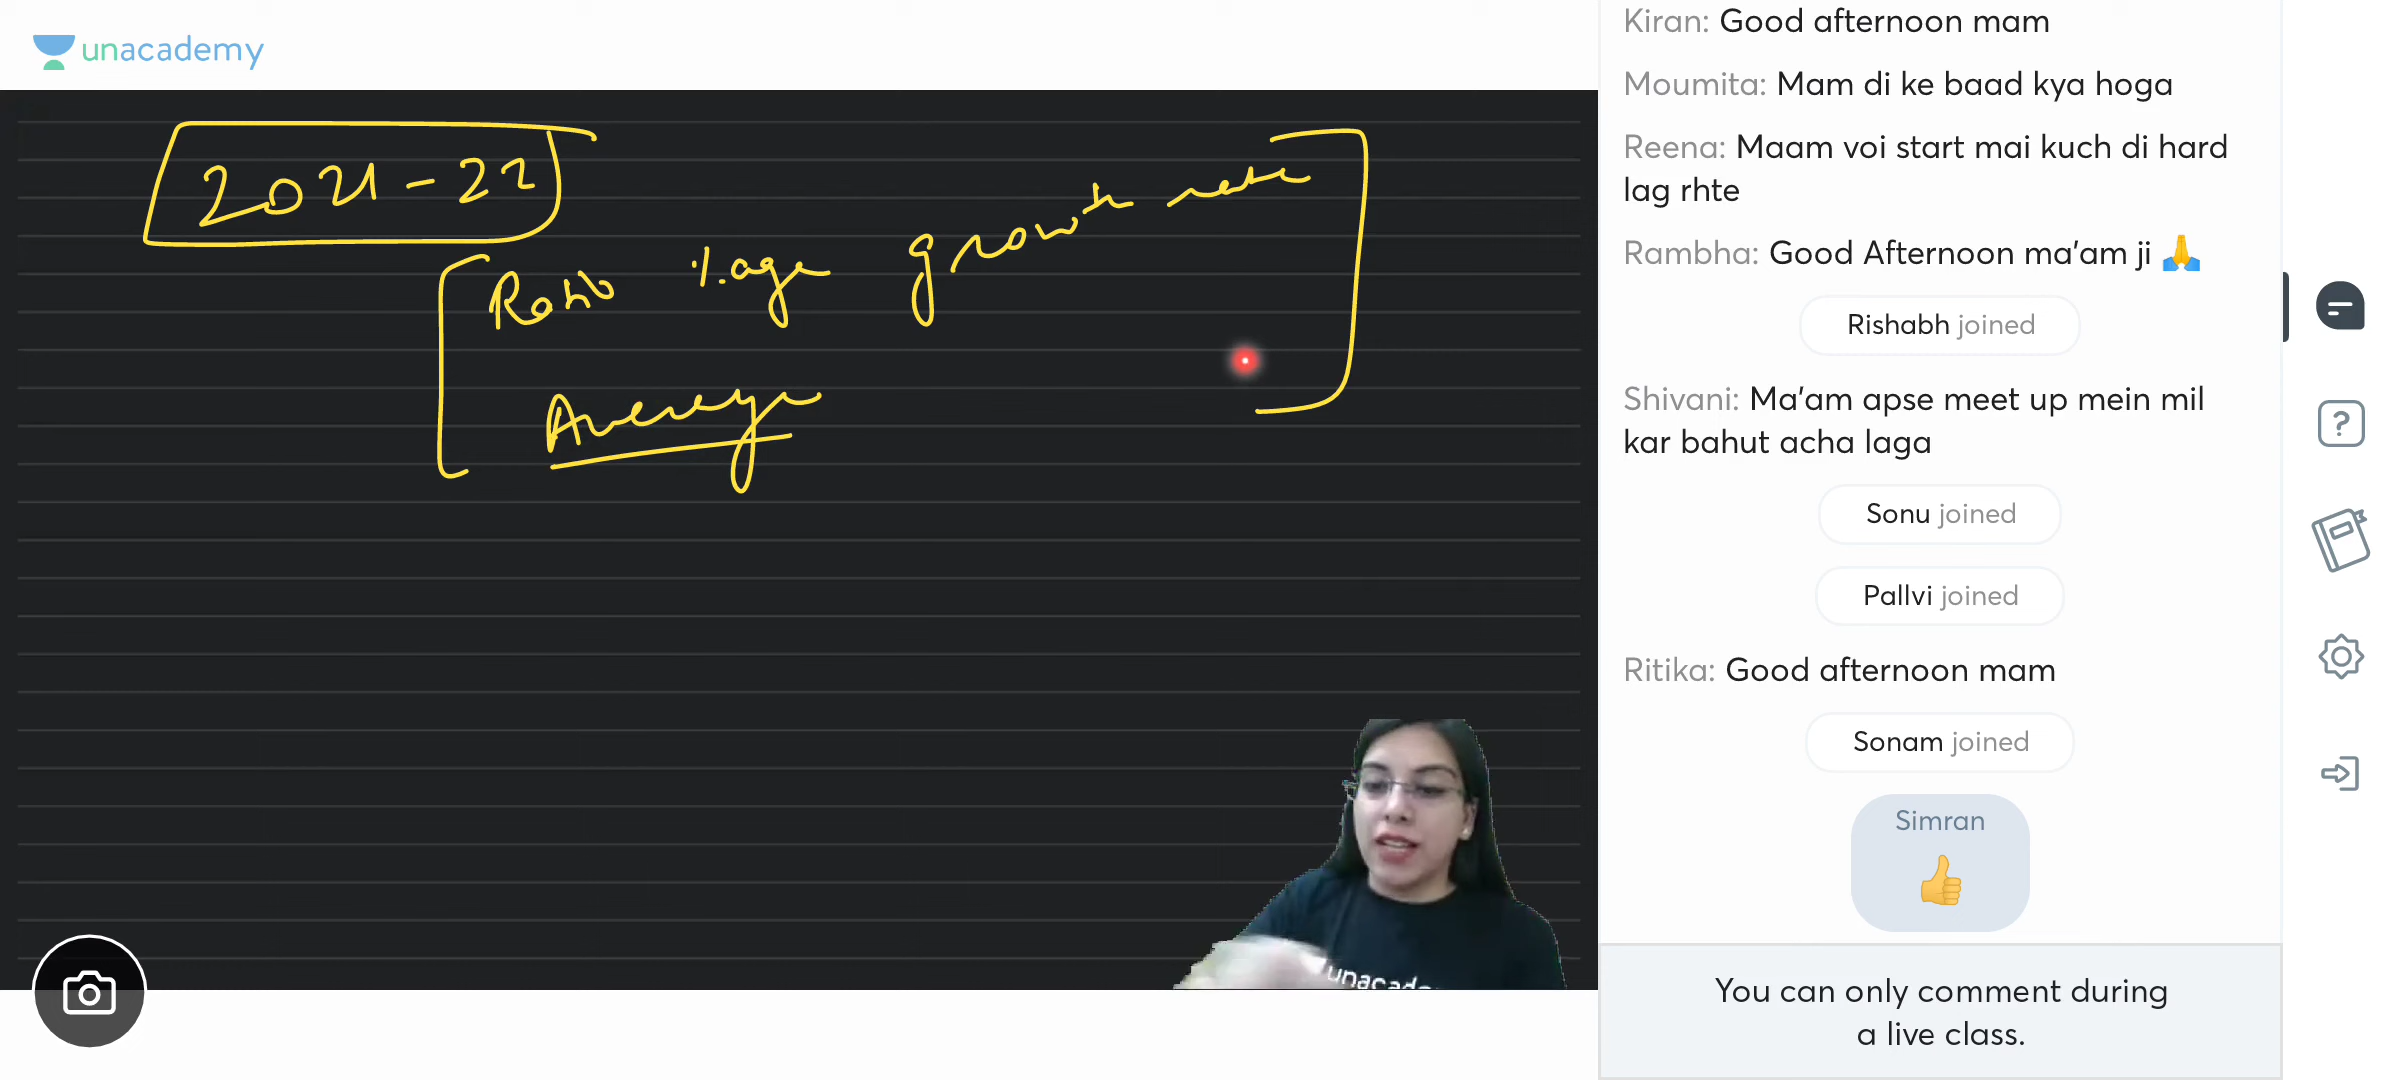 unacademy
2021-22
Ratio %age growth rate
Average
unacade
Kiran: Good afternoon mam
Moumita: Mam di ke baad kya hoga
Reena: Maam voi start mai kuch di hard
lag rhte
Rambha: Good Afternoon ma'am ji 🙏
Rishabh joined
Shivani: Ma'am apse meet up mein mil
kar bahut acha laga
Sonu joined
Pallvi joined
Ritika: Good afternoon mam
Sonam joined
Simran
👍
You can only comment during
a live class.
?